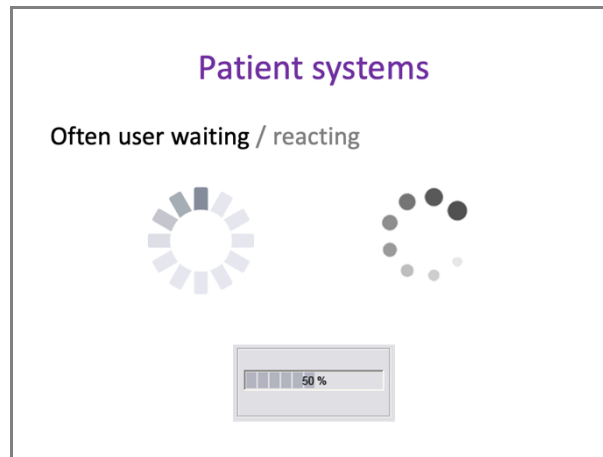 Patient systems
Often user waiting / reacting
50 %